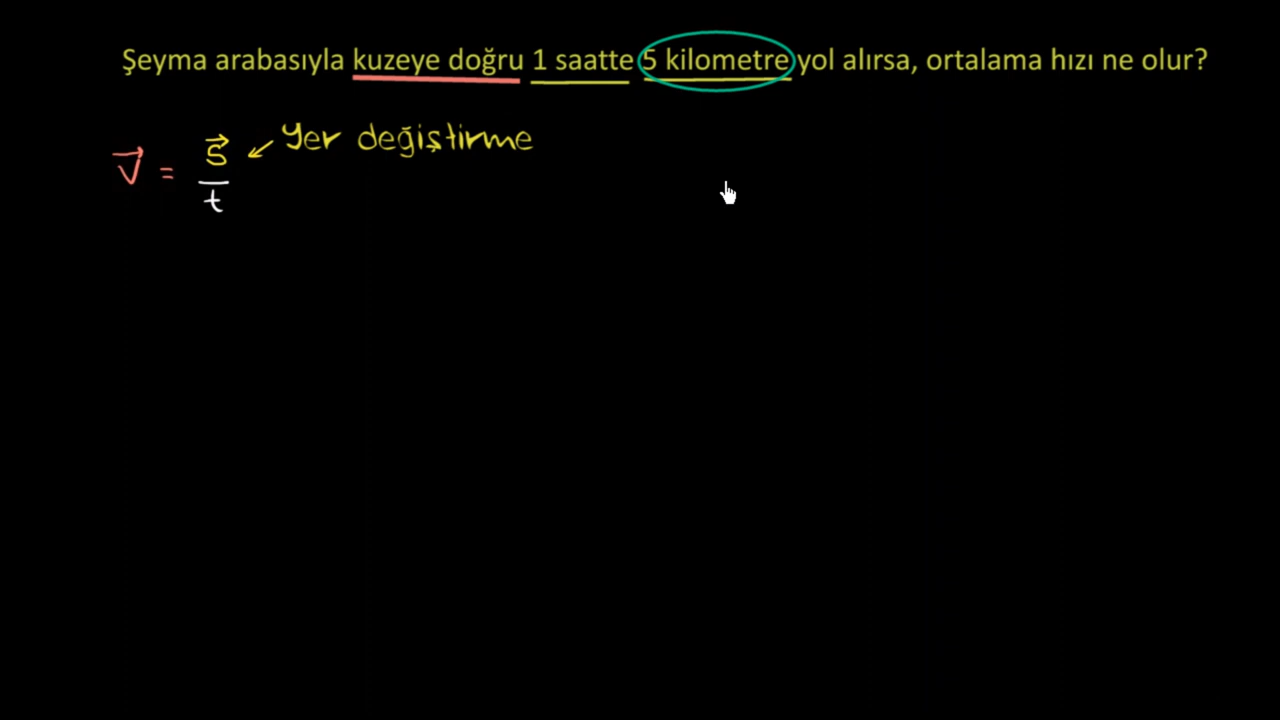 Şeyma arabasıyla kuzeye doğru 1 saatte 5 kilometre yol alırsa, ortalama hızı ne olur?
V⃗ = S⃗ / t ↙ Yer değiştirme